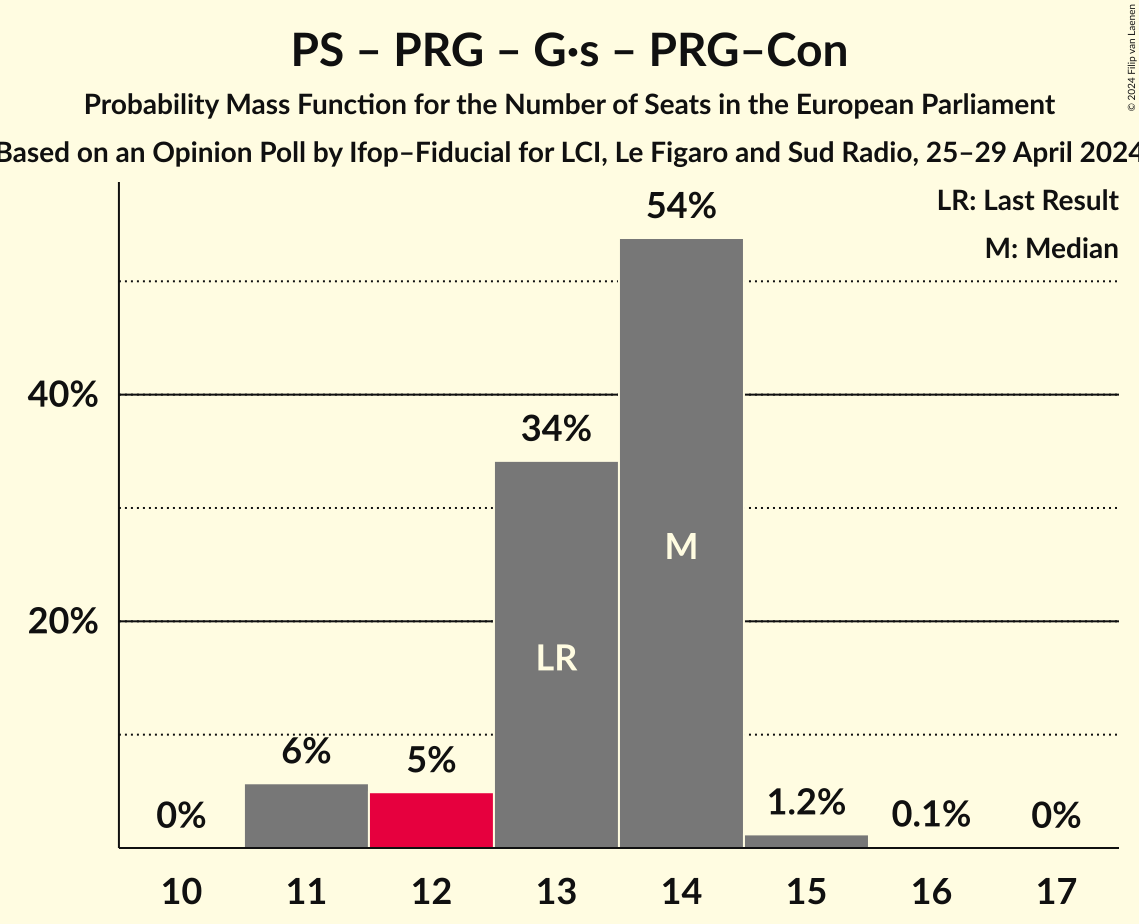 PS – PRG – G·s – PRG–Con
Probability Mass Function for the Number of Seats in the European Parliament
Based on an Opinion Poll by Ifop–Fiducial for LCI, Le Figaro and Sud Radio, 25–29 April 2024
© 2024 Filip van Laenen
LR: Last Result
M: Median
54%
40%
34%
M
20%
LR
6%
5%
1.2%
0%
0.1%
0%
10 11 12 13 14 15 16 17